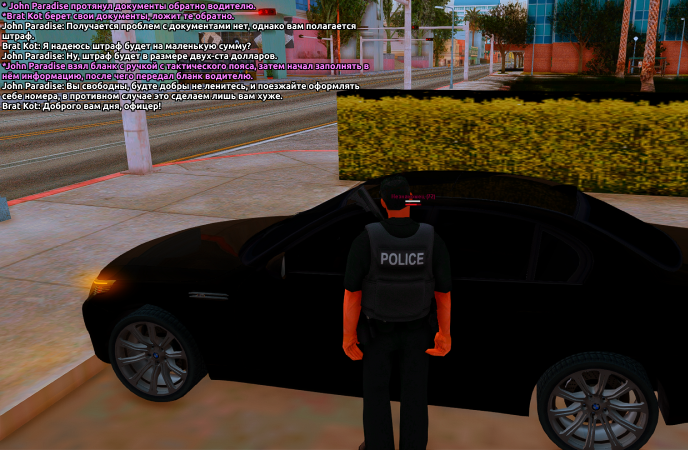 * John Paradise протянул документы обратно водителю.
*Brat Kot берет свои документы, ложит те обратно.
John Paradise: Получается проблем с документами нет, однако вам полагается
штраф.
Brat Kot: Я надеюсь штраф будет на маленькую сумму?
John Paradise: Ну, штраф будет в размере двух-ста долларов.
*John Paradise взял бланк с ручкой с тактического пояса, затем начал заполнять в
нём информацию, после чего передал бланк водителю.
John Paradise: Вы свободны, будте добры не ленитесь, и поезжайте оформлять
себе номера, в противном случае это сделаем лишь вам хуже.
Brat Kot: Доброго вам дня, офицер!
POLICE